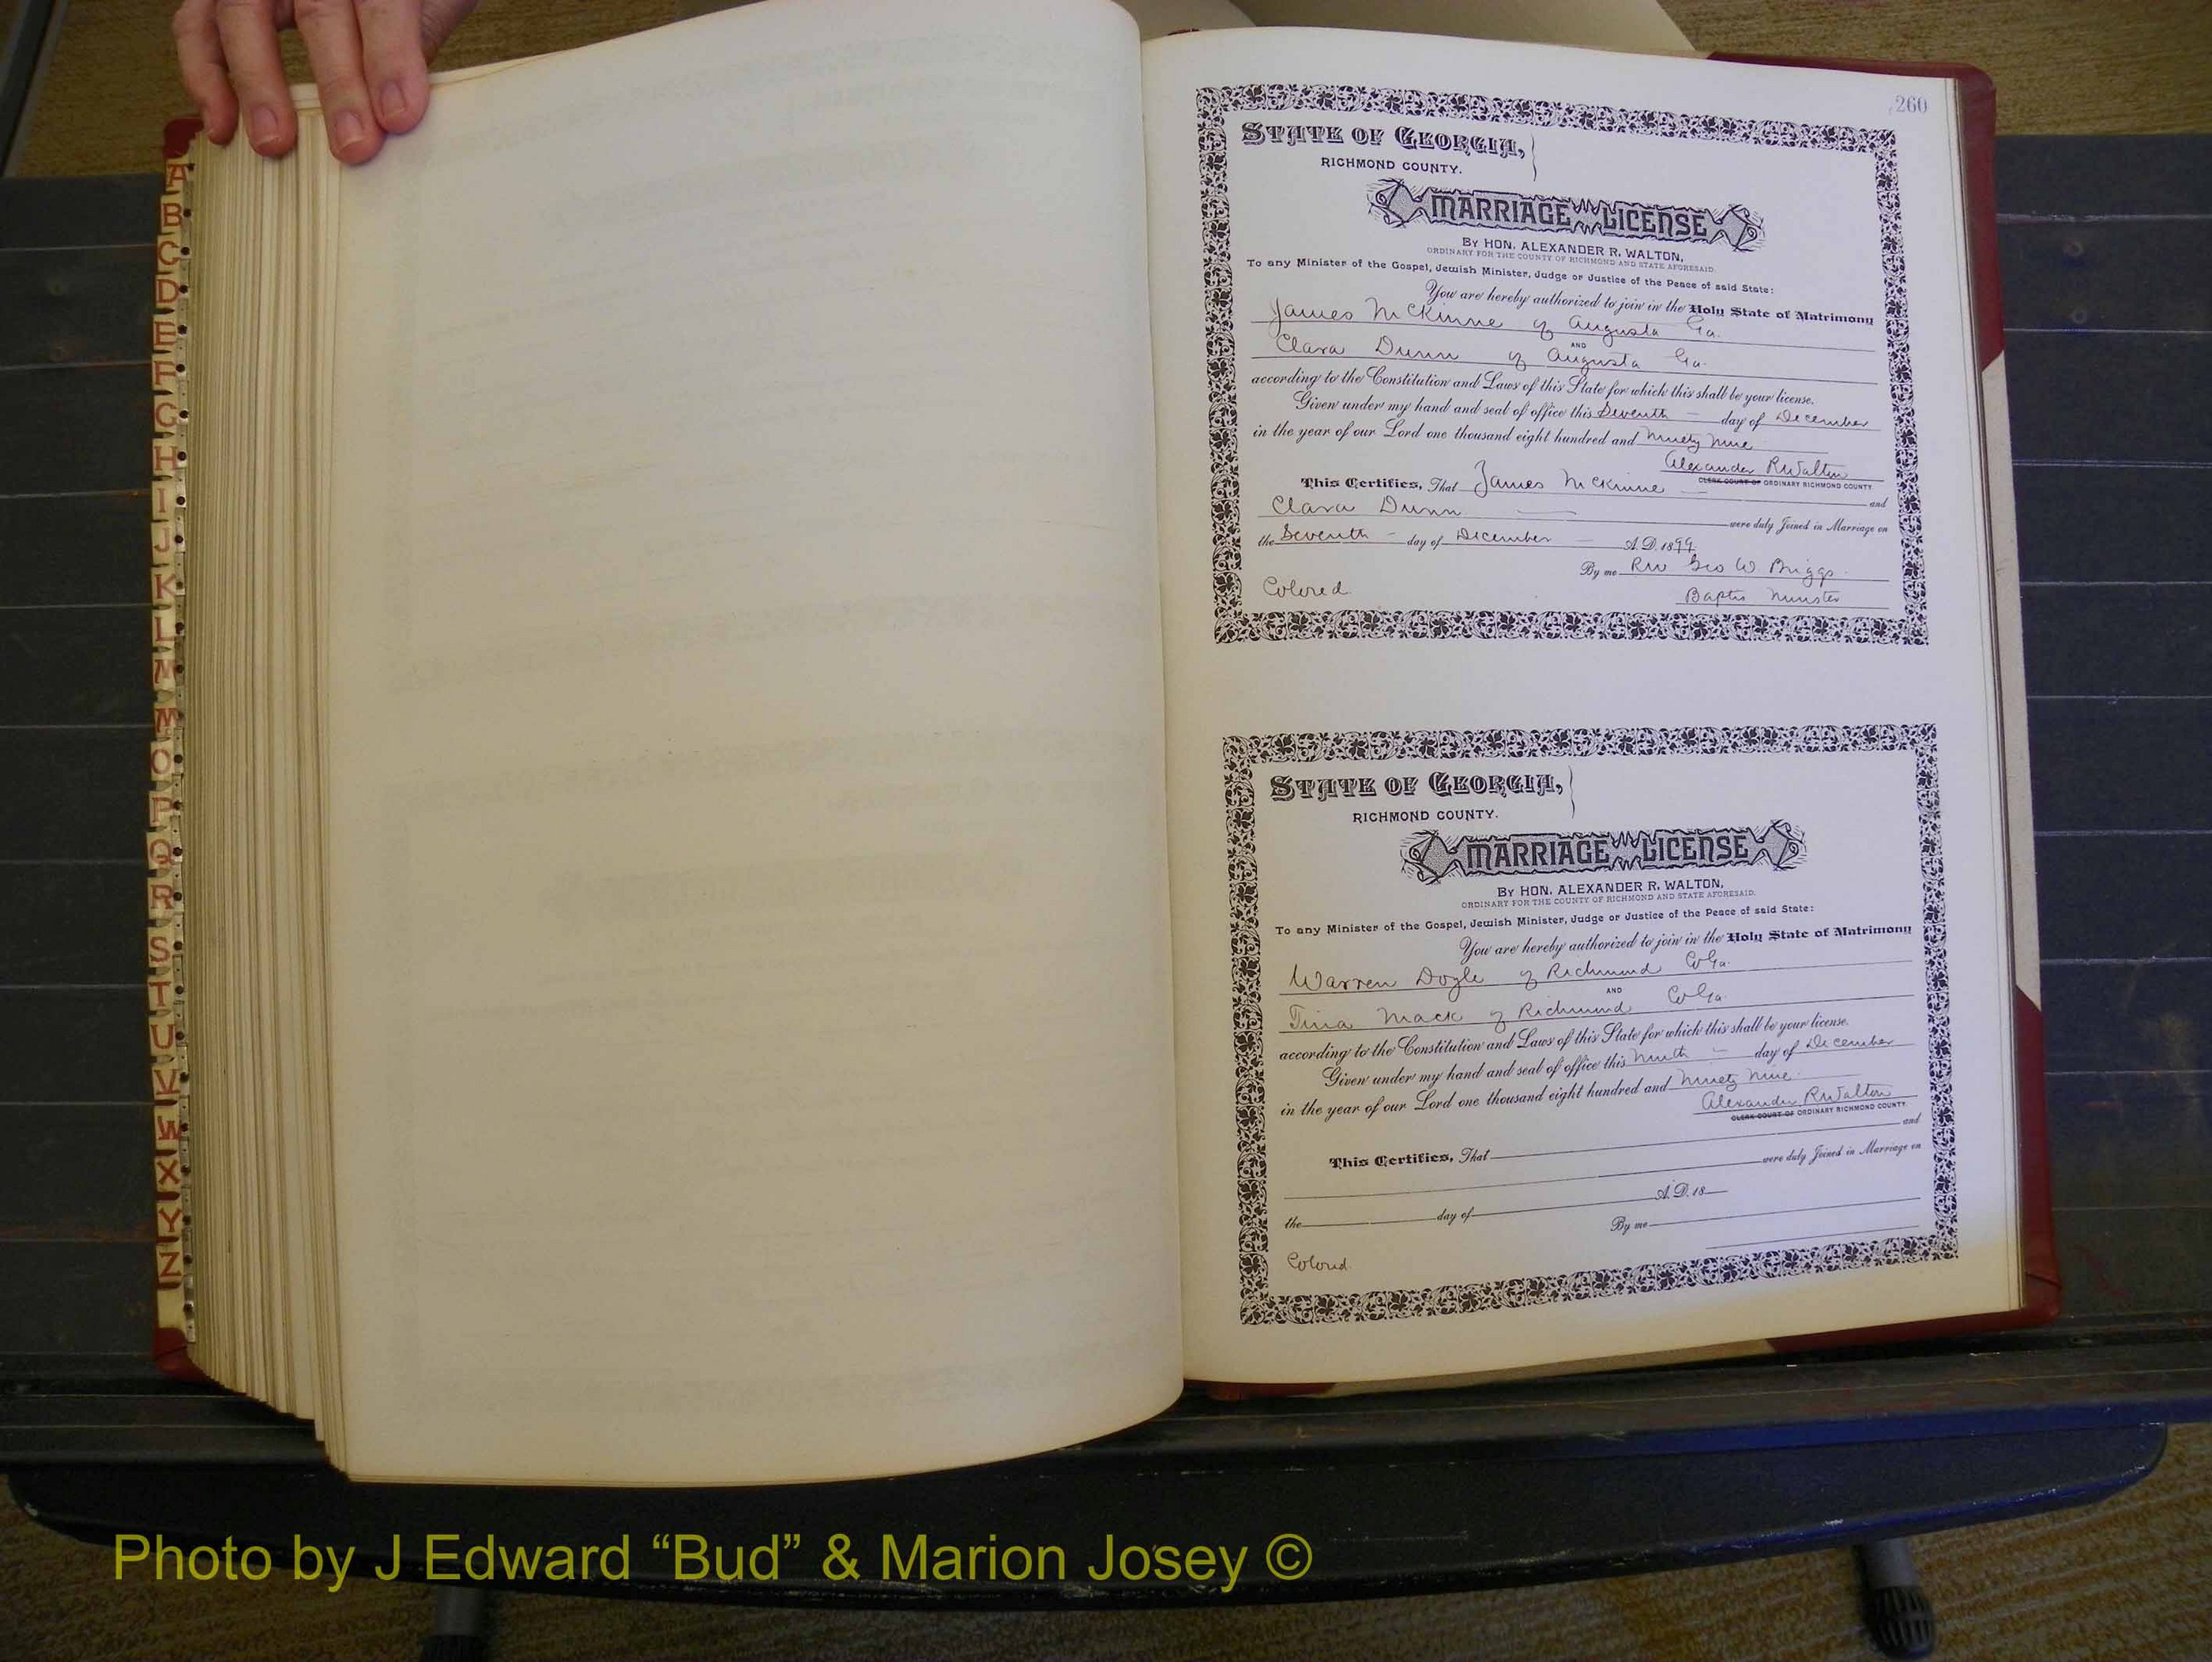 A
B
C
D
E
F
G
H
I
J
K
L
M
M
O
P
Q
R
S
T
U
V
W
X
Y
Z
260
STATE OF GEORGIA,
RICHMOND COUNTY.
MARRIAGE LICENSE
BY HON. ALEXANDER R. WALTON,
ORDINARY FOR THE COUNTY OF RICHMOND AND STATE AFORESAID.
To any Minister of the Gospel, Jewish Minister, Judge or Justice of the Peace of said State:
You are hereby authorized to join in the Holy State of Matrimony
James McKinne of Augusta Ga.
AND
Clara Dunn of Augusta Ga.
according to the Constitution and Laws of this State for which this shall be your license.
Given under my hand and seal of office this Seventh - day of December
in the year of our Lord one thousand eight hundred and Ninety Nine
Alexander R Walton
CLERK COURT OF ORDINARY RICHMOND COUNTY.
This Certifies, That James McKinne and
Clara Dunn were duly Joined in Marriage on
the Seventh - day of December - A.D. 1899
By me Rev Geo W Briggs
Colored. Baptis Minister
STATE OF GEORGIA,
RICHMOND COUNTY.
MARRIAGE LICENSE
BY HON. ALEXANDER R. WALTON,
ORDINARY FOR THE COUNTY OF RICHMOND AND STATE AFORESAID.
To any Minister of the Gospel, Jewish Minister, Judge or Justice of the Peace of said State:
You are hereby authorized to join in the Holy State of Matrimony
Warren Dogle of Richmond Co Ga.
AND
Tina Mack of Richmond Co Ga.
according to the Constitution and Laws of this State for which this shall be your license.
Given under my hand and seal of office this Ninth - day of December
in the year of our Lord one thousand eight hundred and Ninety Nine.
Alexander R Walton
CLERK COURT OF ORDINARY RICHMOND COUNTY.
This Certifies, That and
were duly Joined in Marriage on
the day of A.D. 18
By me
Colored.
Photo by J Edward “Bud” & Marion Josey ©